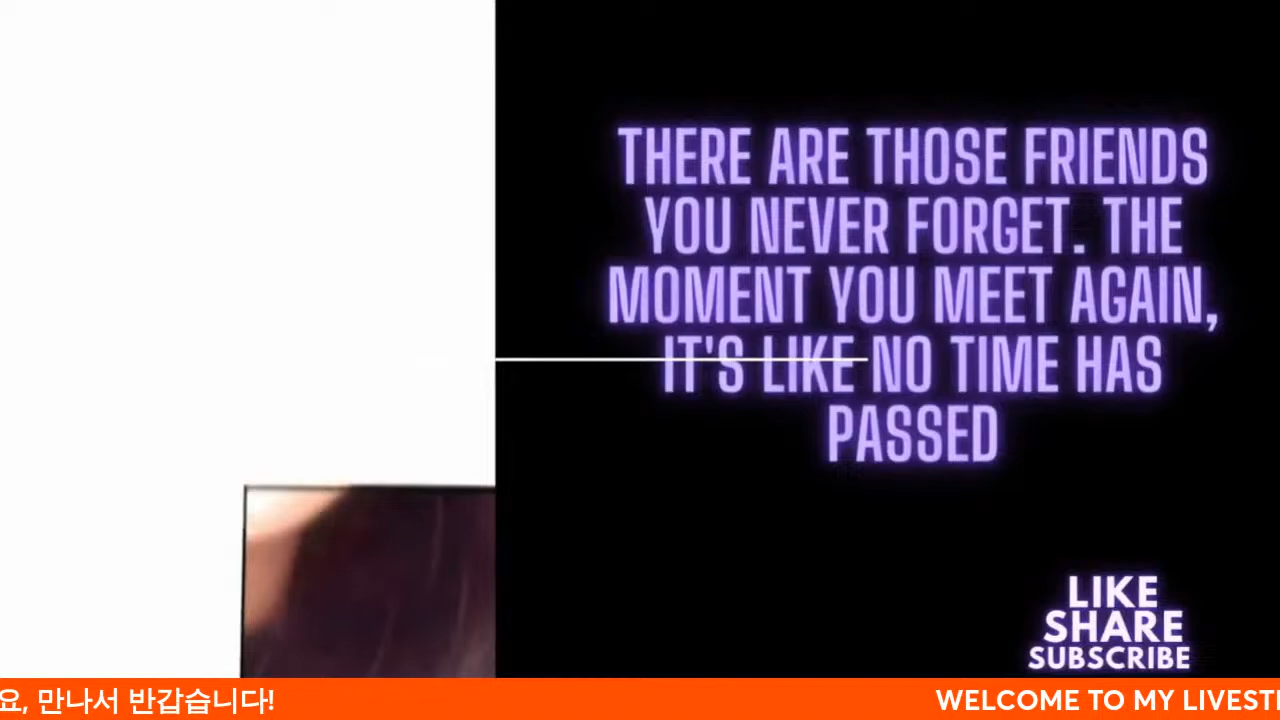 THERE ARE THOSE FRIENDS
YOU NEVER FORGET. THE
MOMENT YOU MEET AGAIN,
IT'S LIKE NO TIME HAS
PASSED
LIKE
SHARE
SUBSCRIBE
요, 만나서 반갑습니다!
WELCOME TO MY